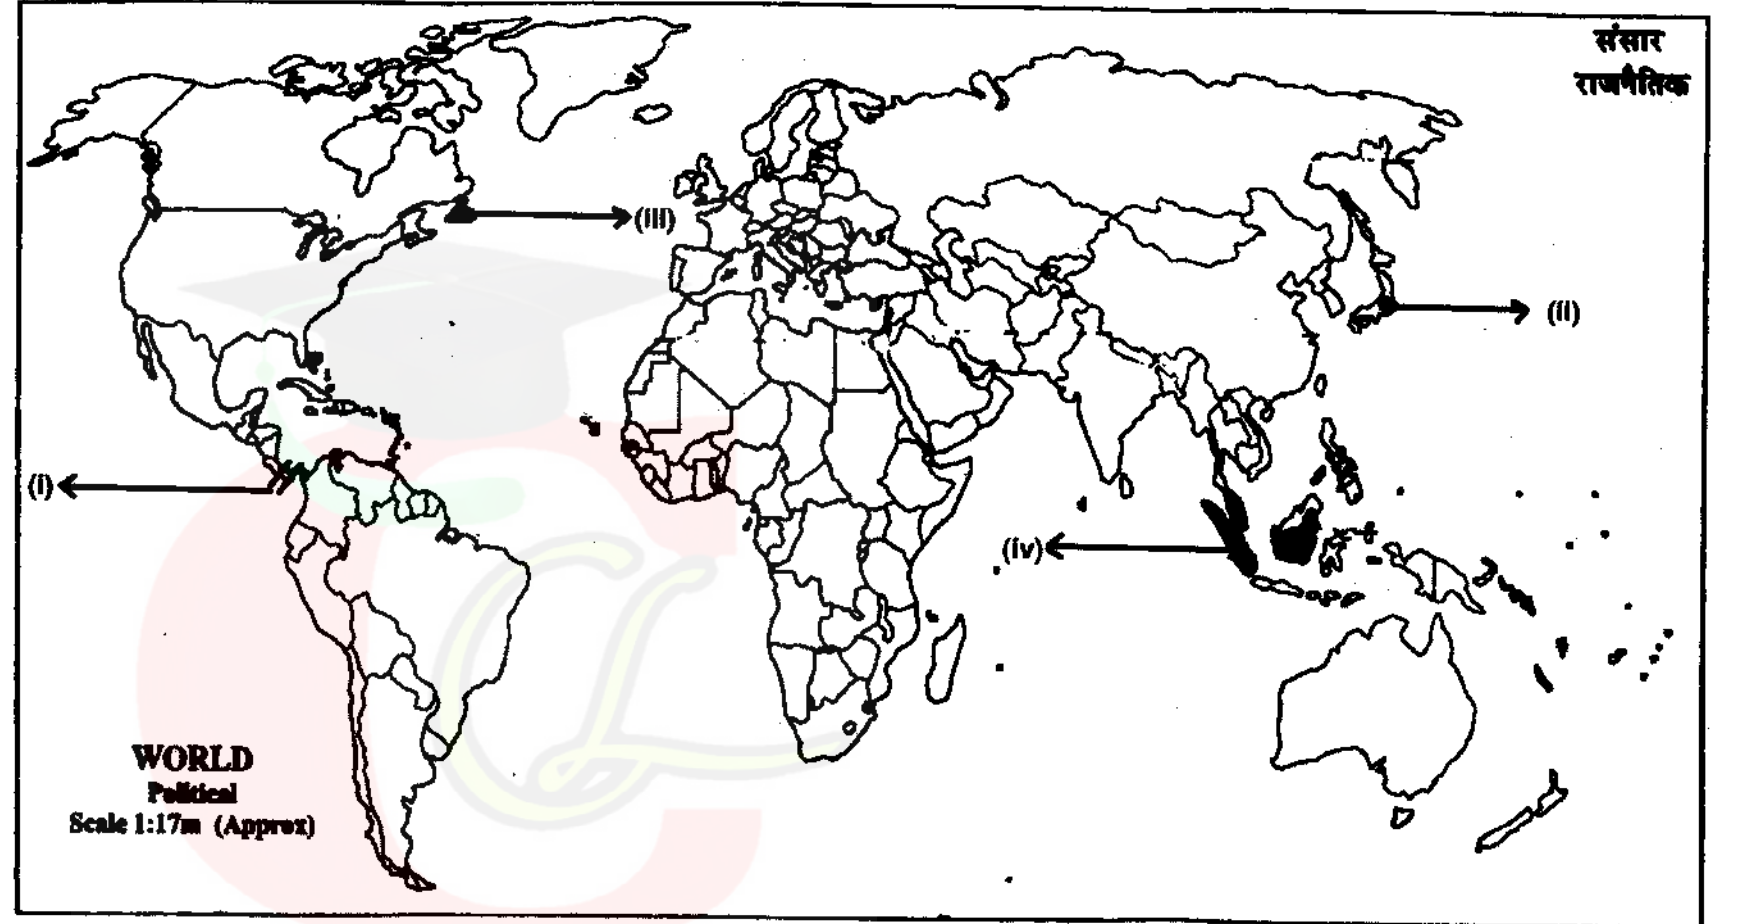 संसार
राजनैतिक
(iii)
(ii)
(i)
(iv)
WORLD
Political
Scale 1:17m (Approx)